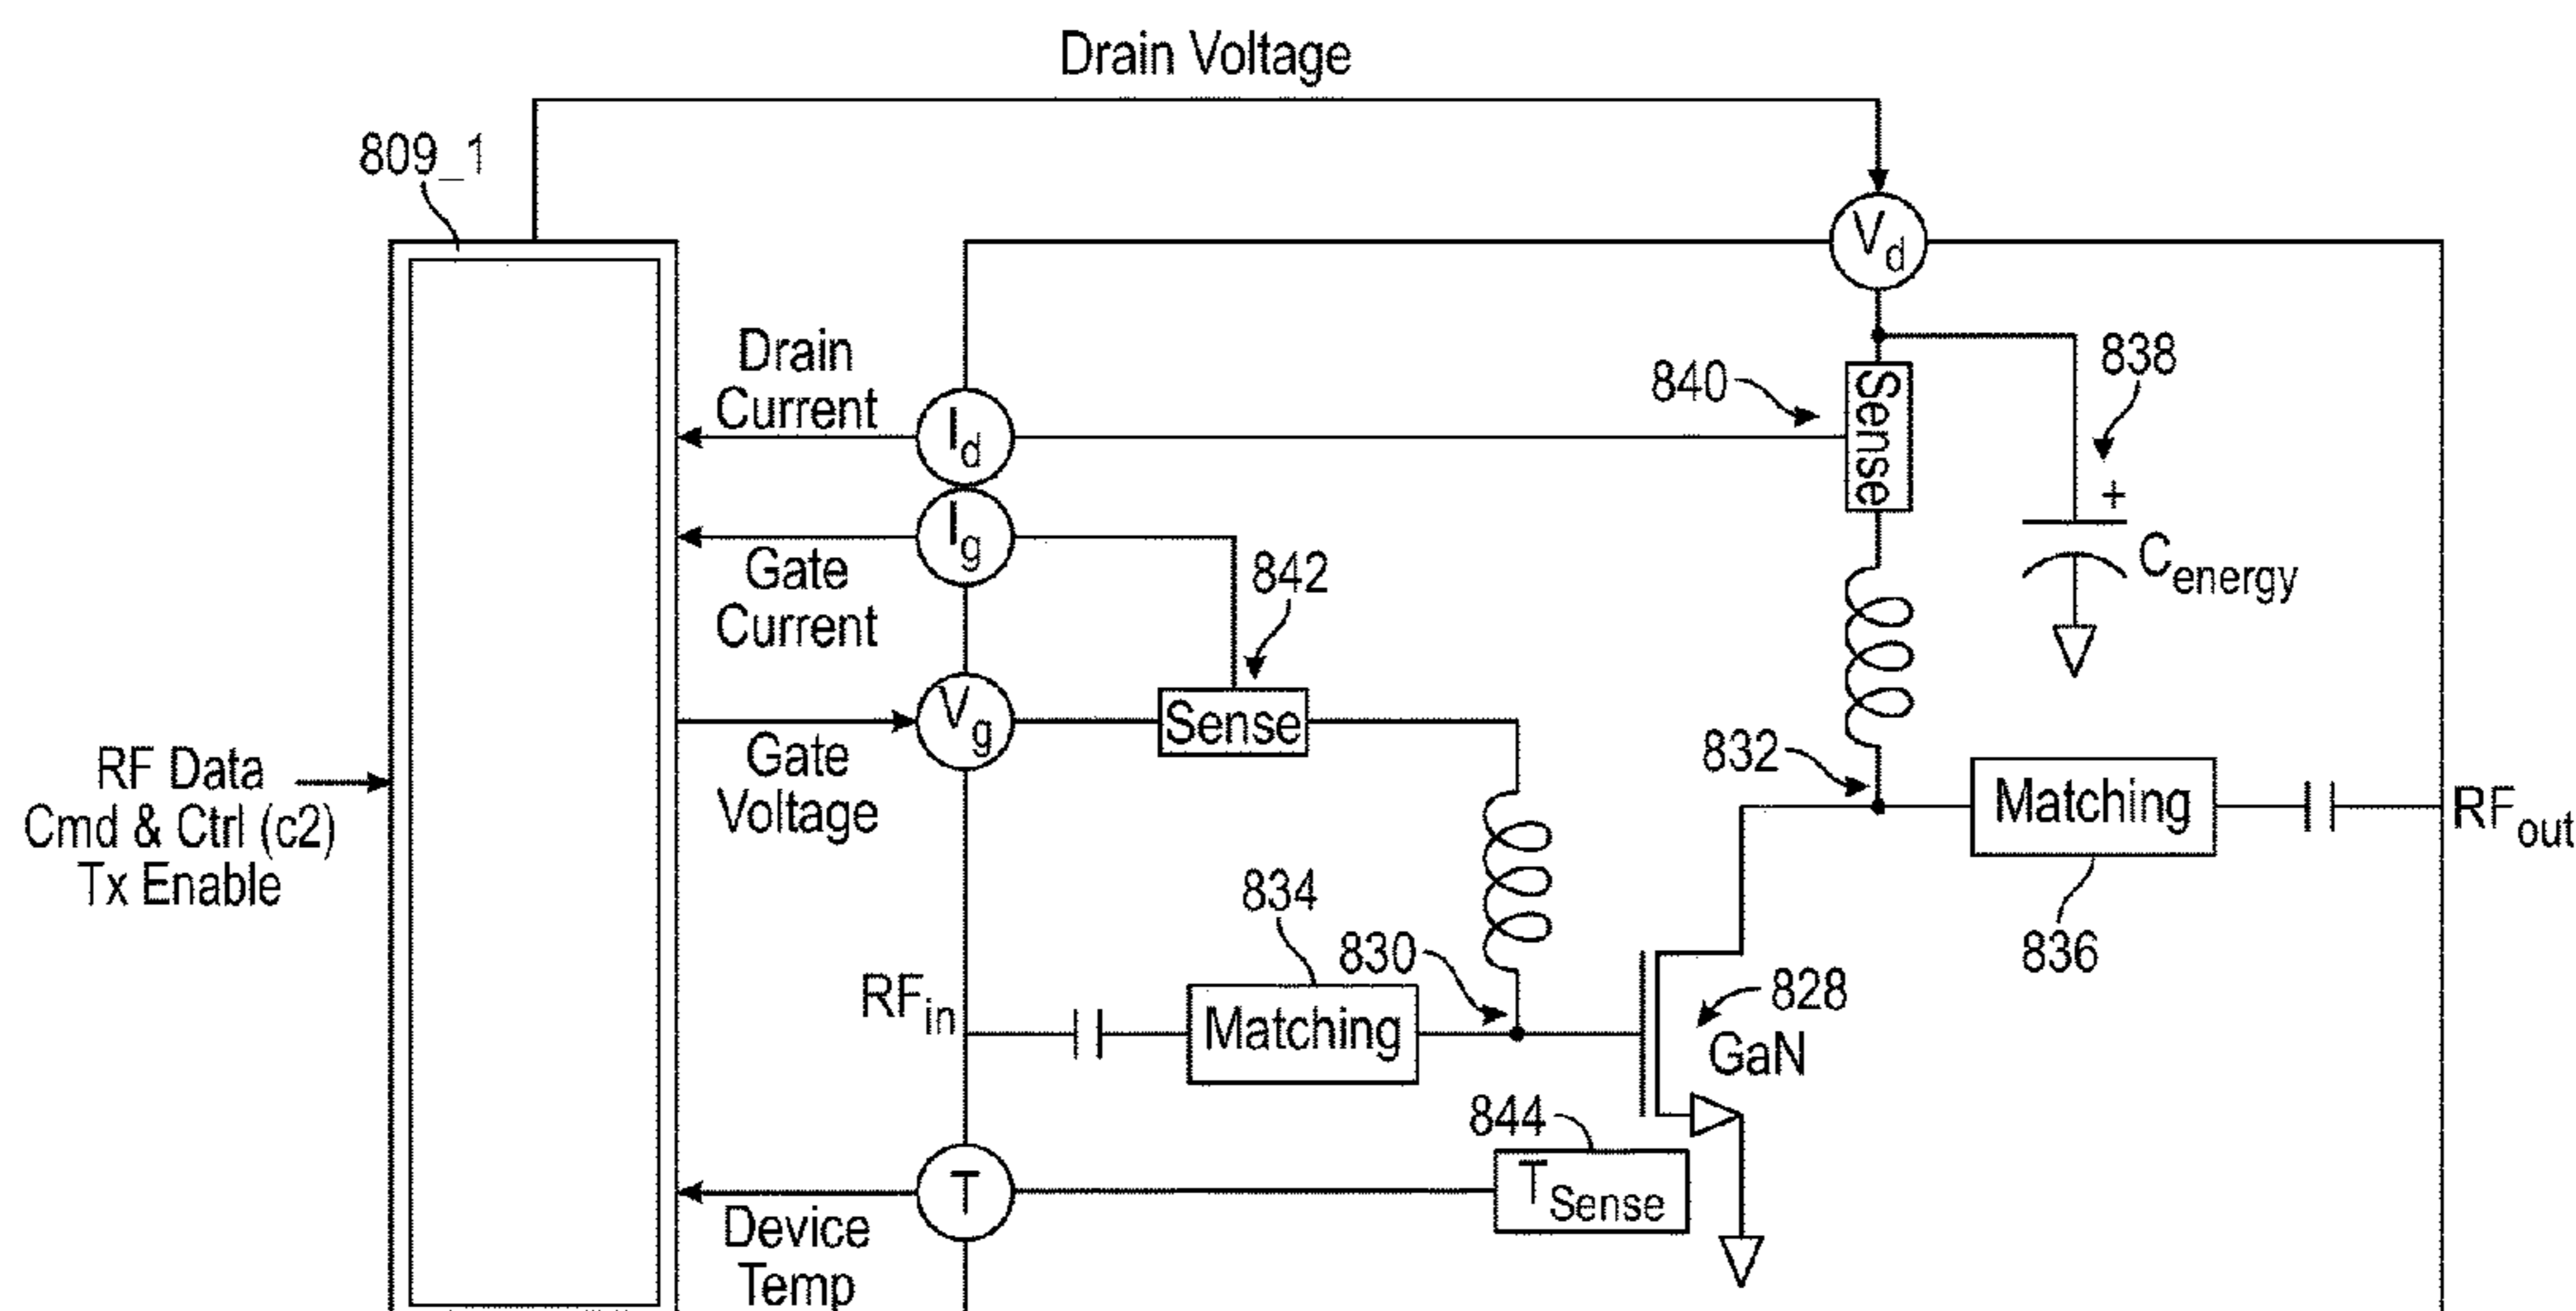 Drain Voltage
809_1
Vd
Drain
Current
Id
840
Sense
838
+
Cenergy
Ig
Gate
Current
842
Vg
Sense
Gate
Voltage
RF Data
Cmd & Ctrl (c2)
Tx Enable
832
Matching
RFout
836
834
830
RFin
Matching
828
GaN
844
TSense
T
Device
Temp